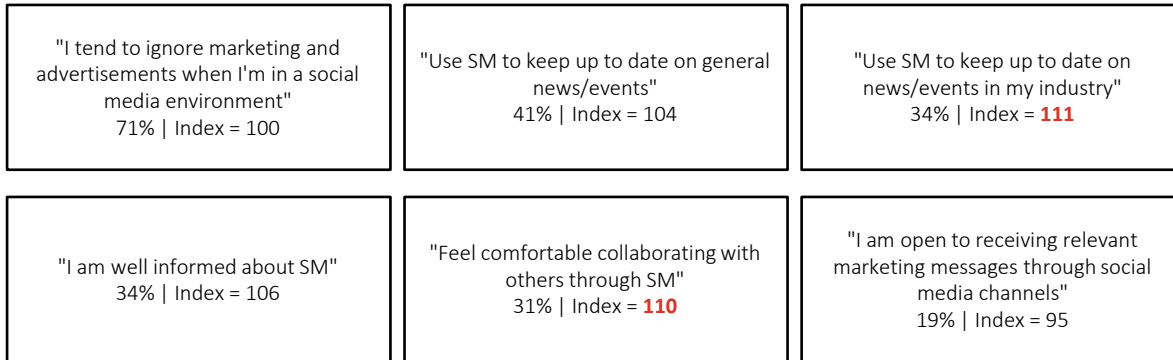 "I tend to ignore marketing and
advertisements when I'm in a social
media environment"
71% | Index = 100
"Use SM to keep up to date on general
news/events"
41% | Index = 104
"Use SM to keep up to date on
news/events in my industry"
34% | Index = 111
"I am well informed about SM"
34% | Index = 106
"Feel comfortable collaborating with
others through SM"
31% | Index = 110
"I am open to receiving relevant
marketing messages through social
media channels"
19% | Index = 95